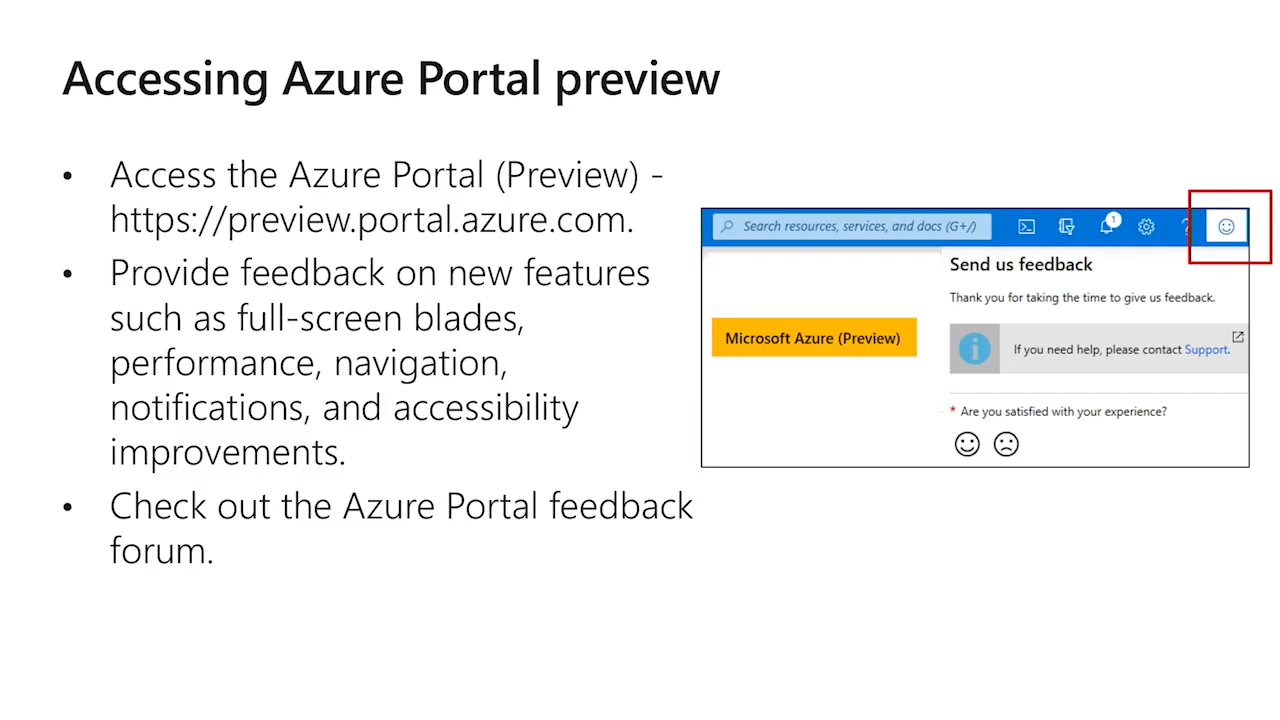 Accessing Azure Portal preview
• Access the Azure Portal (Preview) -
https://preview.portal.azure.com.
• Provide feedback on new features
such as full-screen blades,
performance, navigation,
notifications, and accessibility
improvements.
• Check out the Azure Portal feedback
forum.
Search resources, services, and docs (G+/)
1
?
Send us feedback
Thank you for taking the time to give us feedback.
Microsoft Azure (Preview)
If you need help, please contact Support.
* Are you satisfied with your experience?